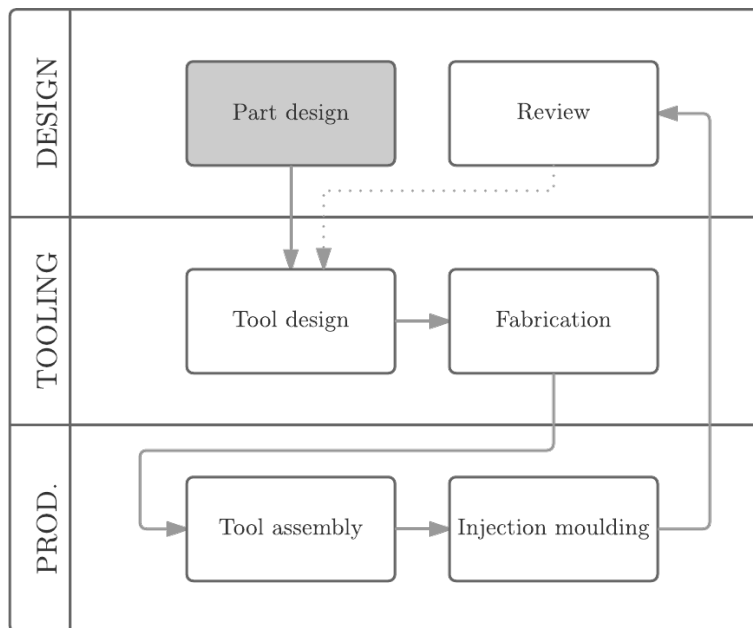 DESIGN
Part design
Review
TOOLING
Tool design
Fabrication
PROD.
Tool assembly
Injection moulding